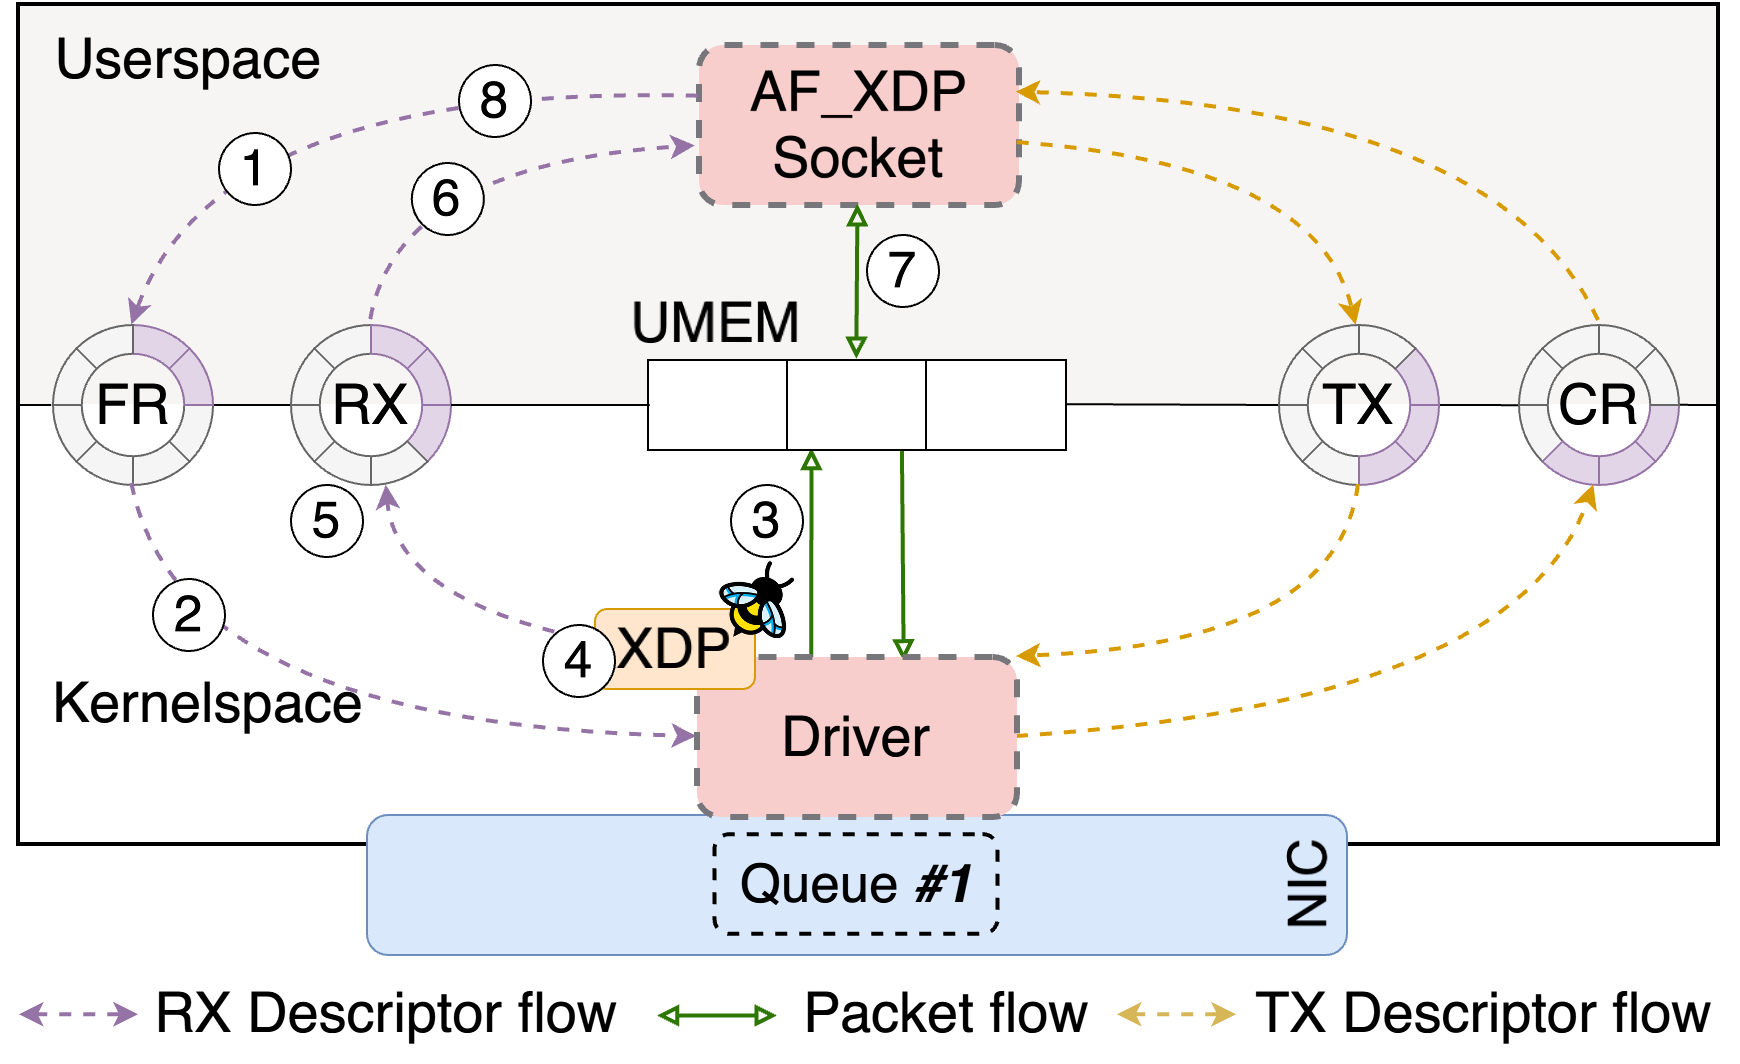 Userspace
AF_XDP
Socket
8
1
6
7
UMEM
FR
RX
TX
CR
5
3
2
4
XDP
Kernelspace
Driver
Queue #1
NIC
RX Descriptor flow
Packet flow
TX Descriptor flow